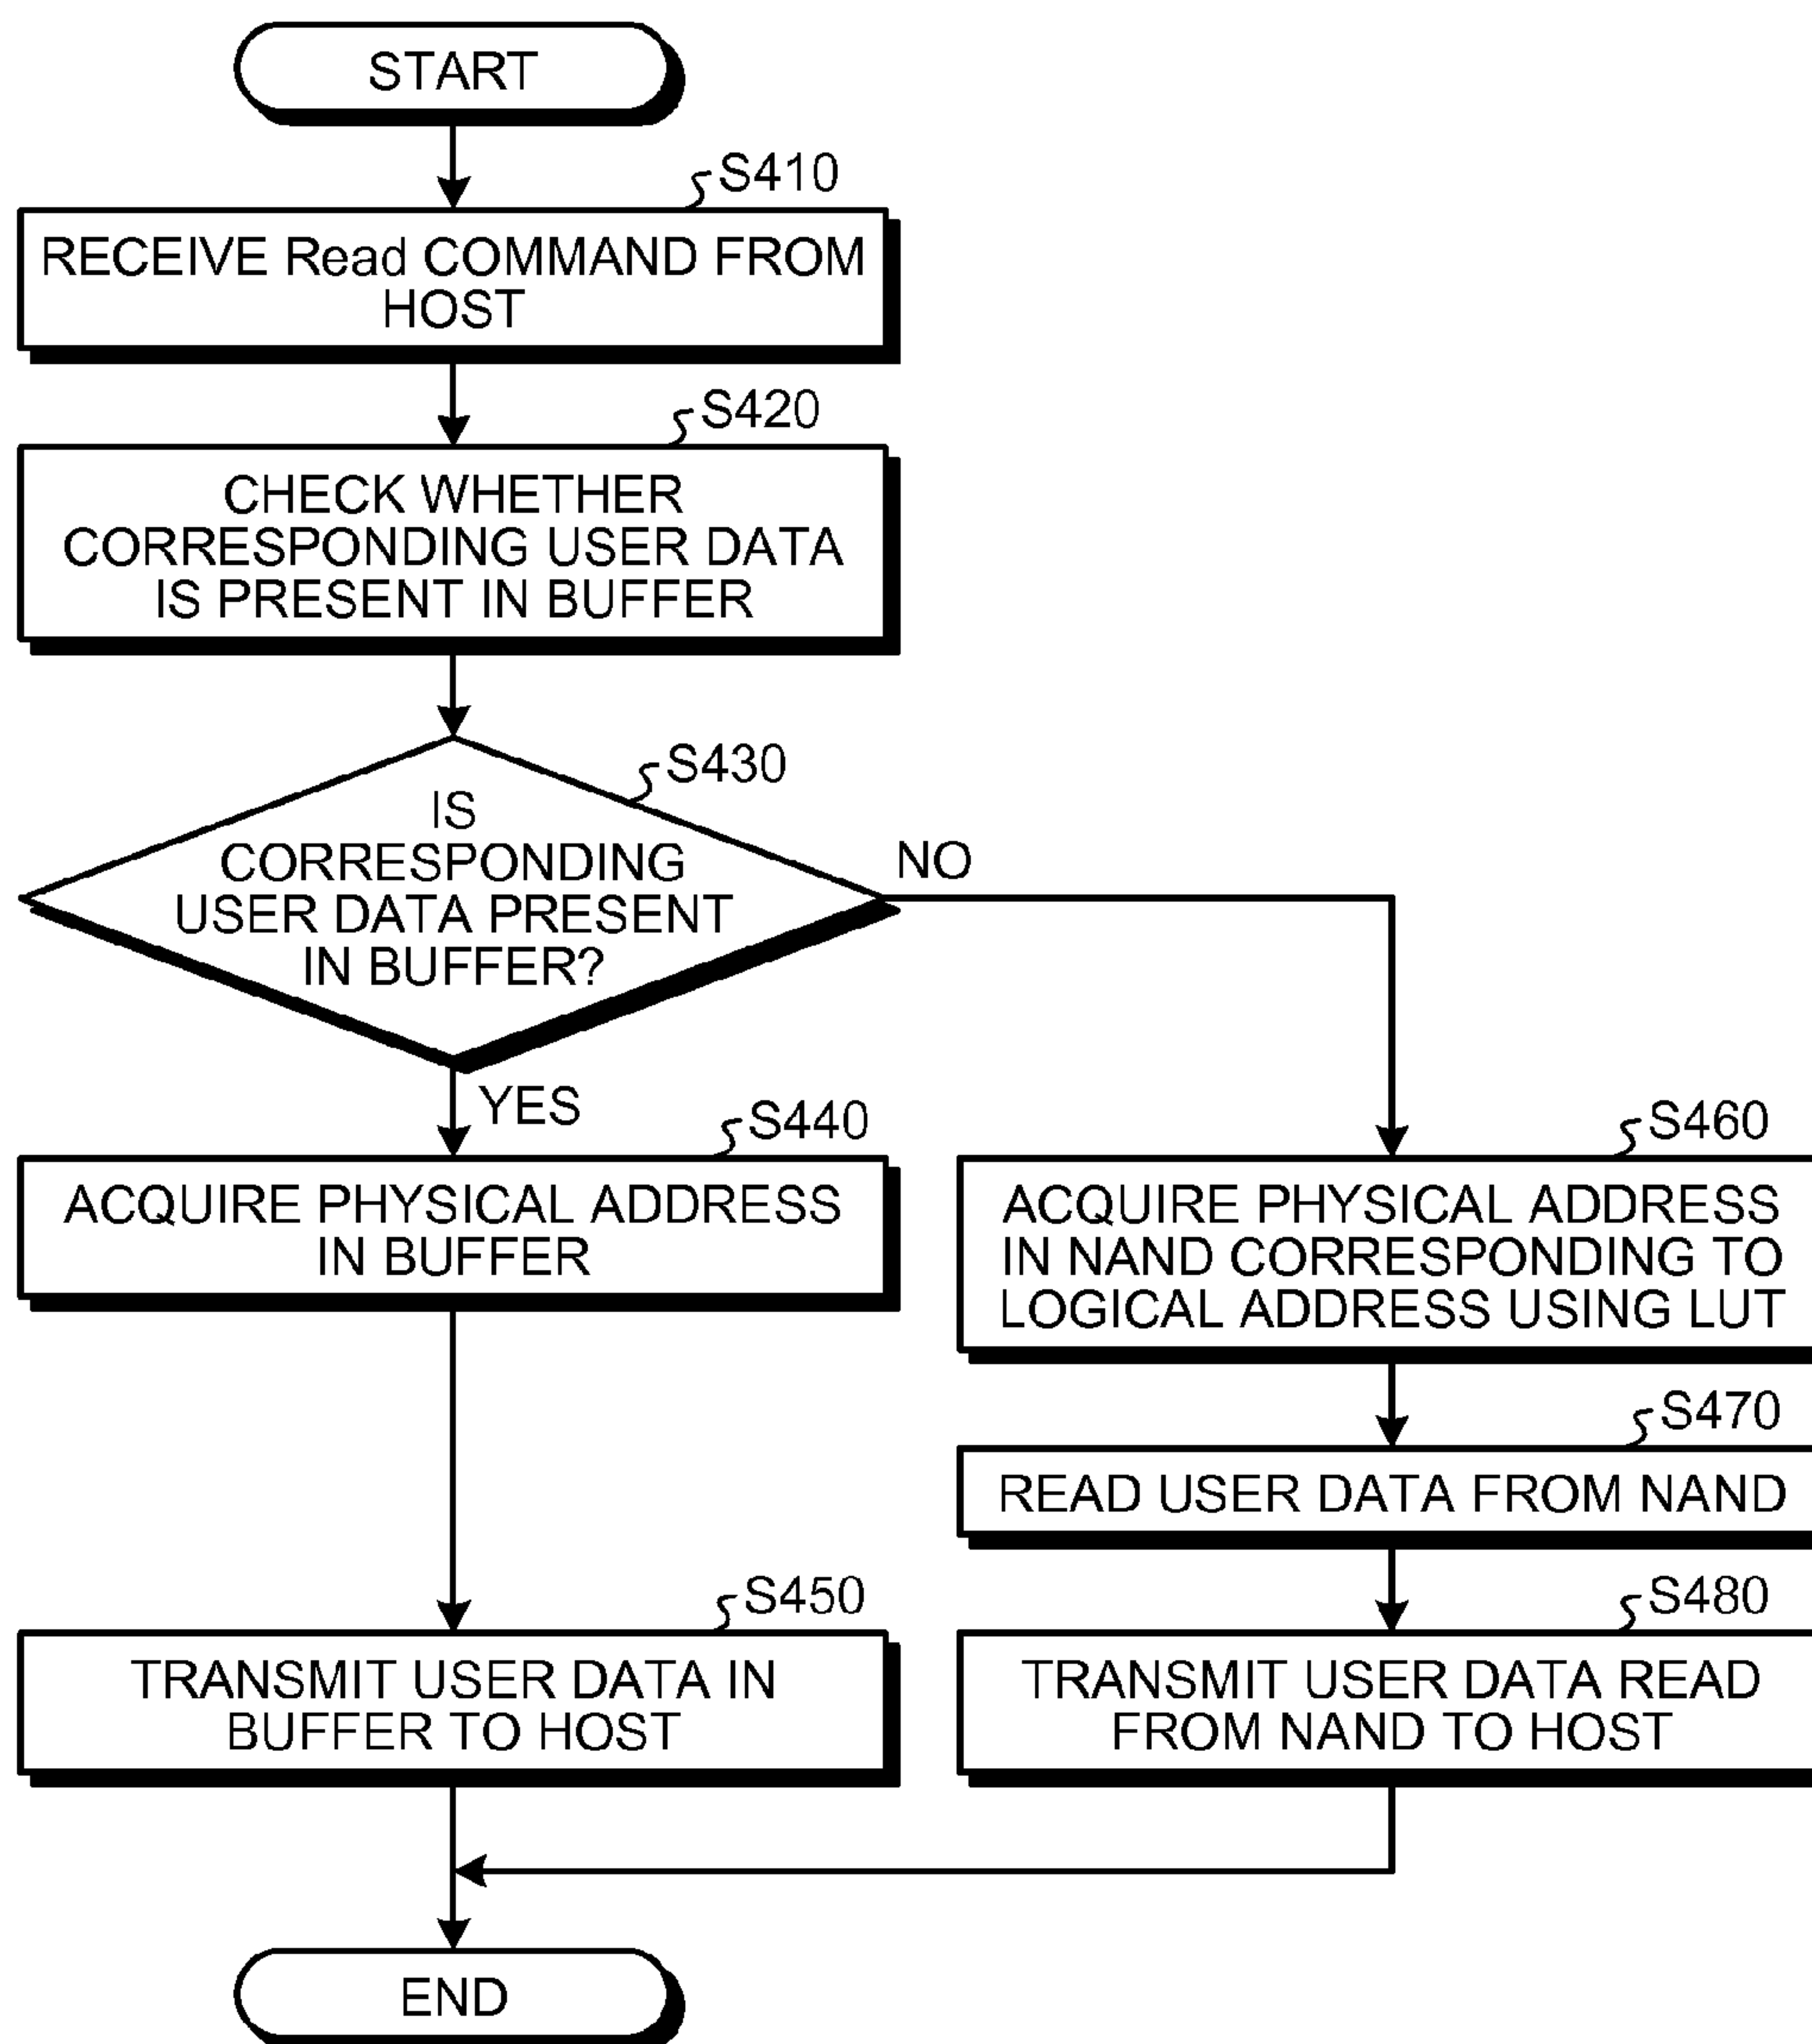 START
S410
RECEIVE Read COMMAND FROM
HOST
S420
CHECK WHETHER
CORRESPONDING USER DATA
IS PRESENT IN BUFFER
S430
IS
CORRESPONDING
USER DATA PRESENT
IN BUFFER?
NO
YES
S440
ACQUIRE PHYSICAL ADDRESS
IN BUFFER
S460
ACQUIRE PHYSICAL ADDRESS
IN NAND CORRESPONDING TO
LOGICAL ADDRESS USING LUT
S470
READ USER DATA FROM NAND
S450
TRANSMIT USER DATA IN
BUFFER TO HOST
S480
TRANSMIT USER DATA READ
FROM NAND TO HOST
END